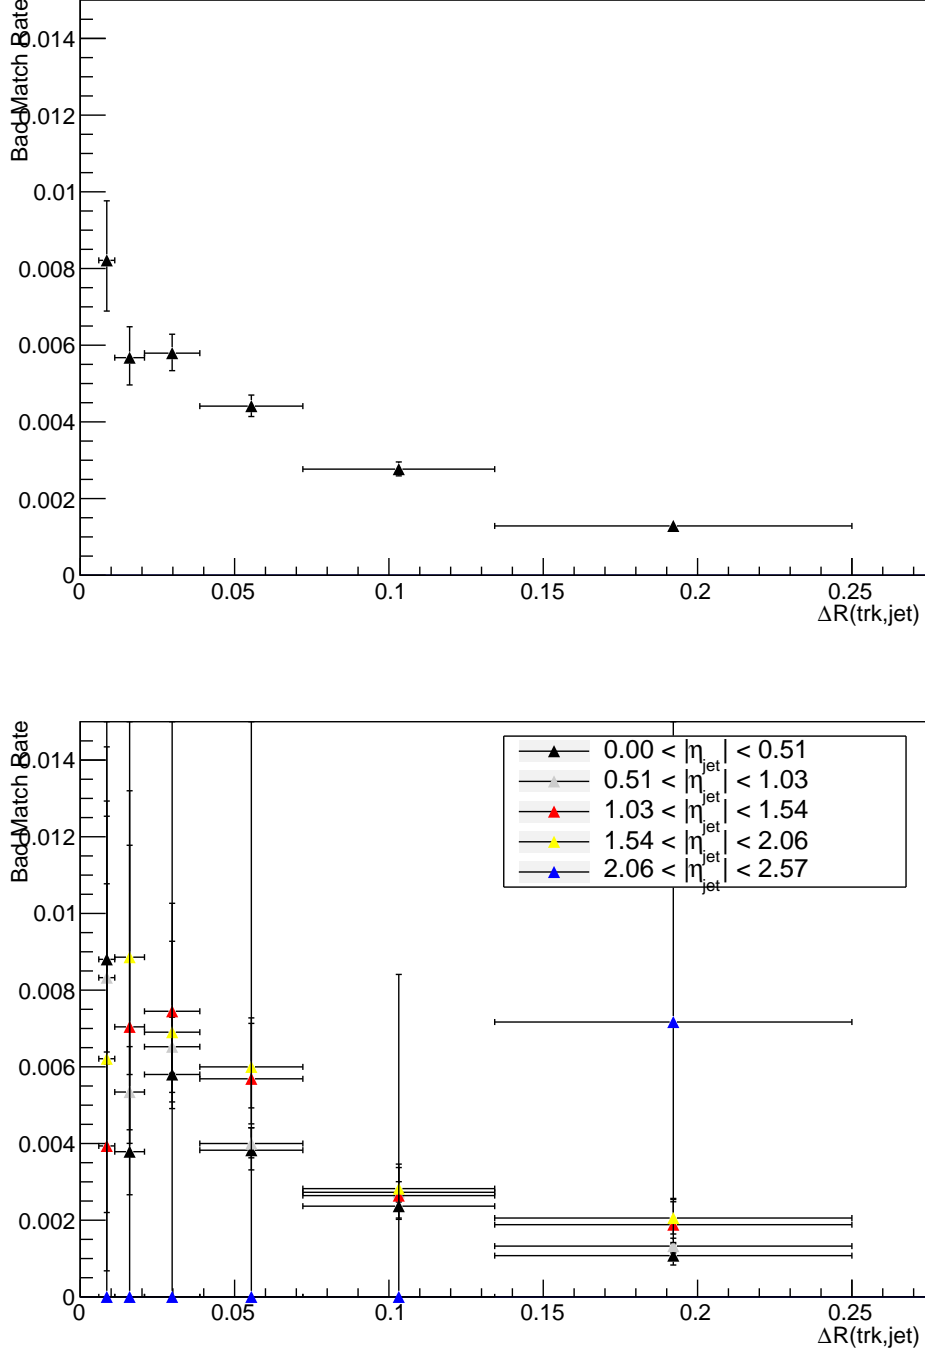 Bad Match Rate
0.014
0.012
0.01
0.008
0.006
0.004
0.002
0
0 0.05 0.1 0.15 0.2 0.25
ΔR(trk,jet)
Bad Match Rate
0.014
0.012
0.01
0.008
0.006
0.004
0.002
0
0.00 < |η_jet| < 0.51
0.51 < |η_jet| < 1.03
1.03 < |η_jet| < 1.54
1.54 < |η_jet| < 2.06
2.06 < |η_jet| < 2.57
0 0.05 0.1 0.15 0.2 0.25
ΔR(trk,jet)